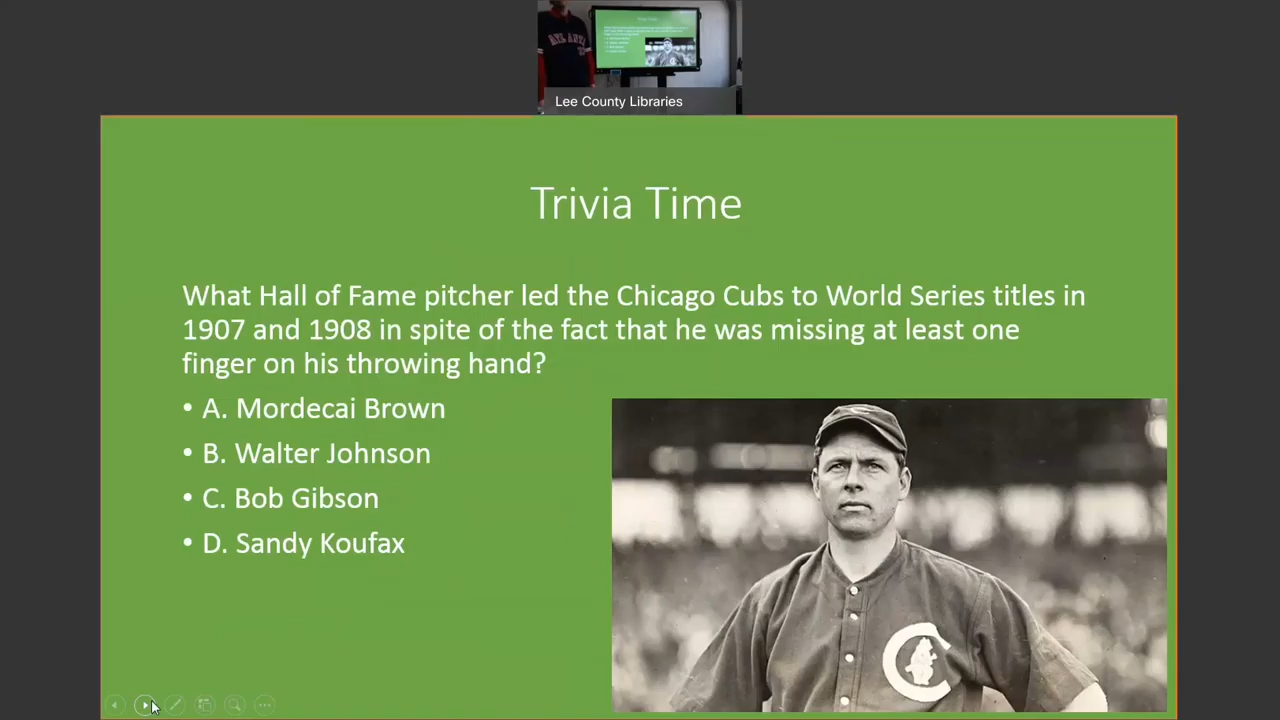 ATLANTA
Lee County Libraries
Trivia Time
What Hall of Fame pitcher led the Chicago Cubs to World Series titles in
1907 and 1908 in spite of the fact that he was missing at least one
finger on his throwing hand?
• A. Mordecai Brown
• B. Walter Johnson
• C. Bob Gibson
• D. Sandy Koufax
C